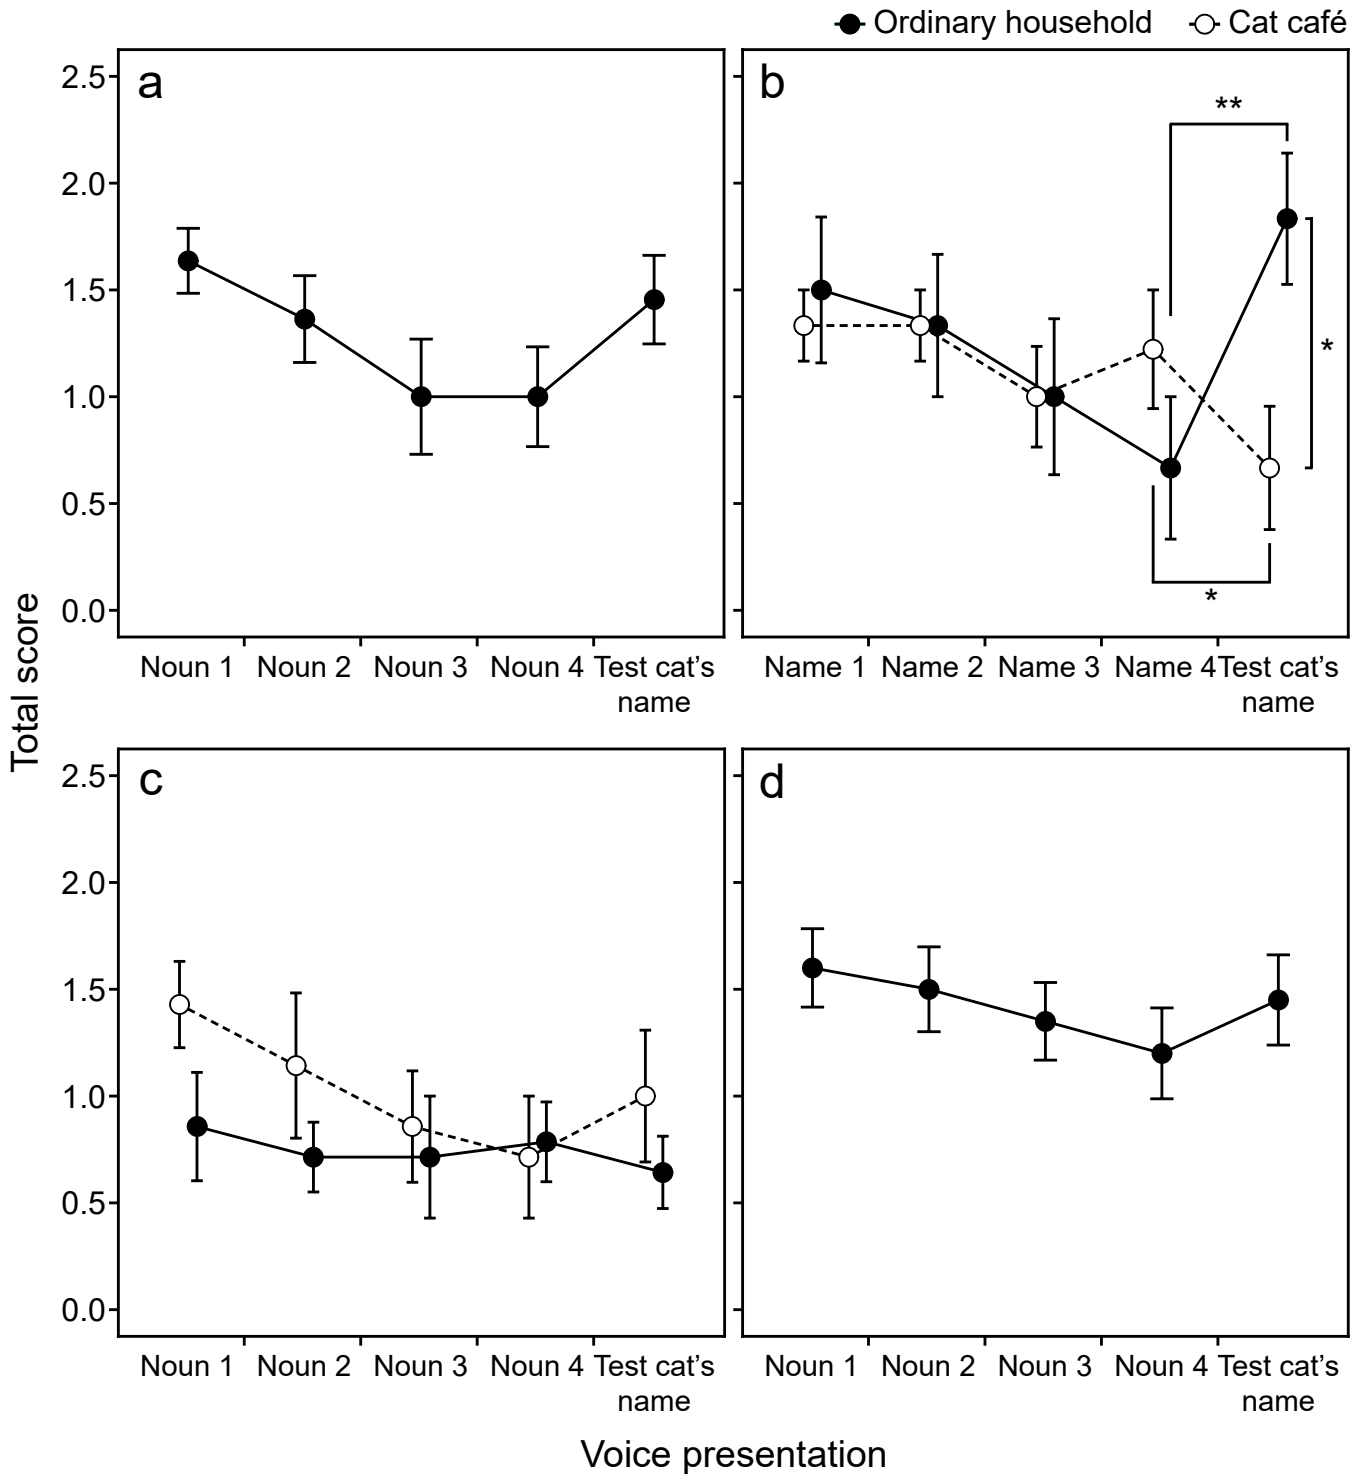 Ordinary household Cat café
a
2.5
2.0
1.5
1.0
0.5
0.0
Noun 1 Noun 2 Noun 3 Noun 4 Test cat’s
name
b
**
*
*
Name 1 Name 2 Name 3 Name 4 Test cat’s
name
Total score
c
2.5
2.0
1.5
1.0
0.5
0.0
Noun 1 Noun 2 Noun 3 Noun 4 Test cat’s
name
d
Noun 1 Noun 2 Noun 3 Noun 4 Test cat’s
name
Voice presentation